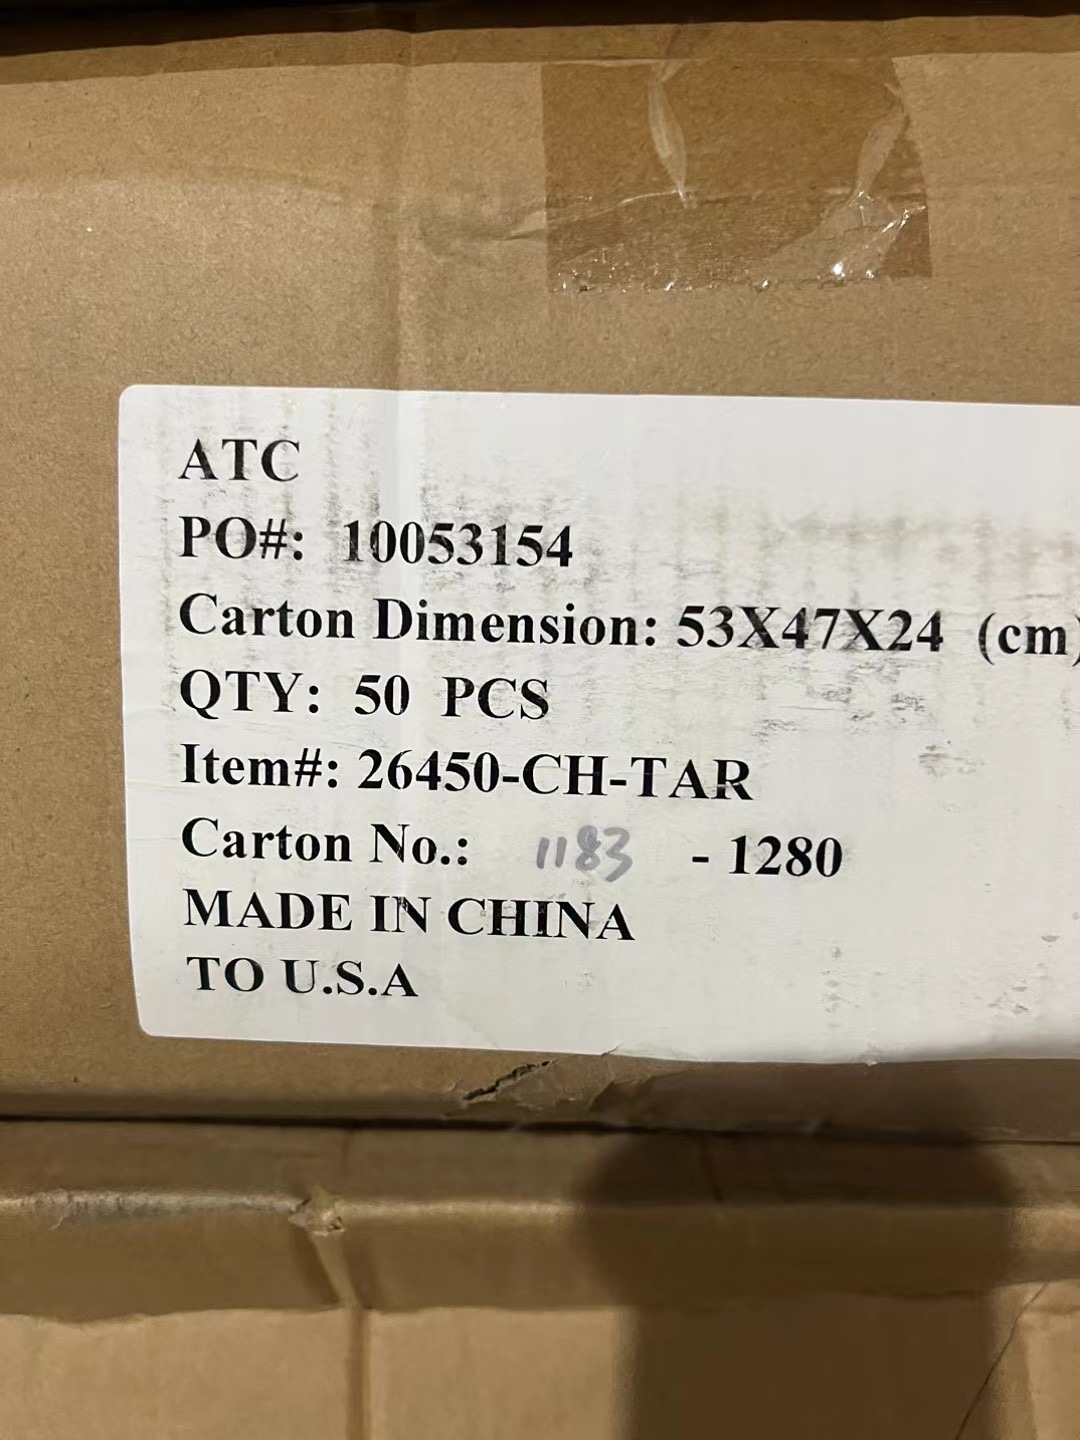 ATC
PO#: 10053154
Carton Dimension: 53X47X24 (cm)
QTY: 50 PCS
Item#: 26450-CH-TAR
Carton No.: 1183 - 1280
MADE IN CHINA
TO U.S.A